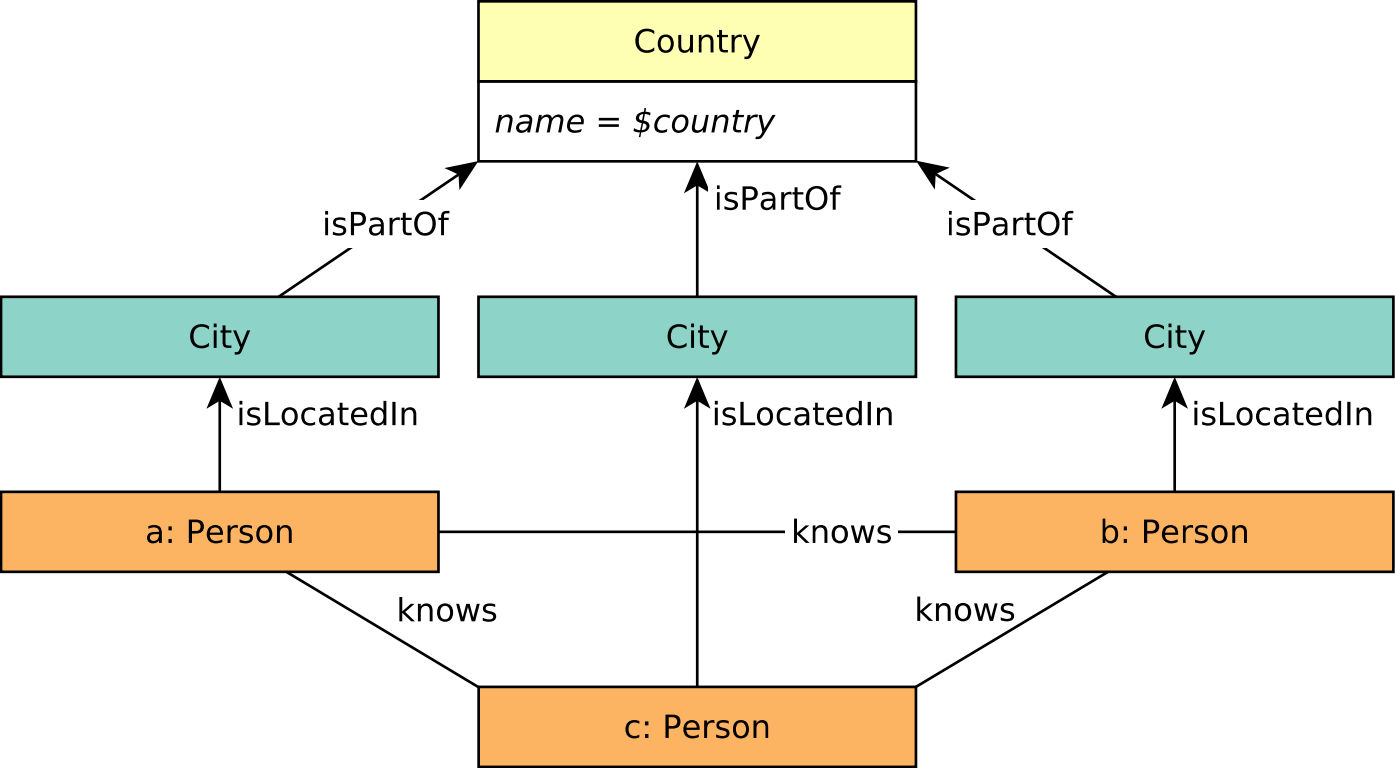 Country
name = $country
isPartOf
isPartOf
isPartOf
City
City
City
isLocatedIn
isLocatedIn
isLocatedIn
a: Person
knows
b: Person
knows
knows
c: Person